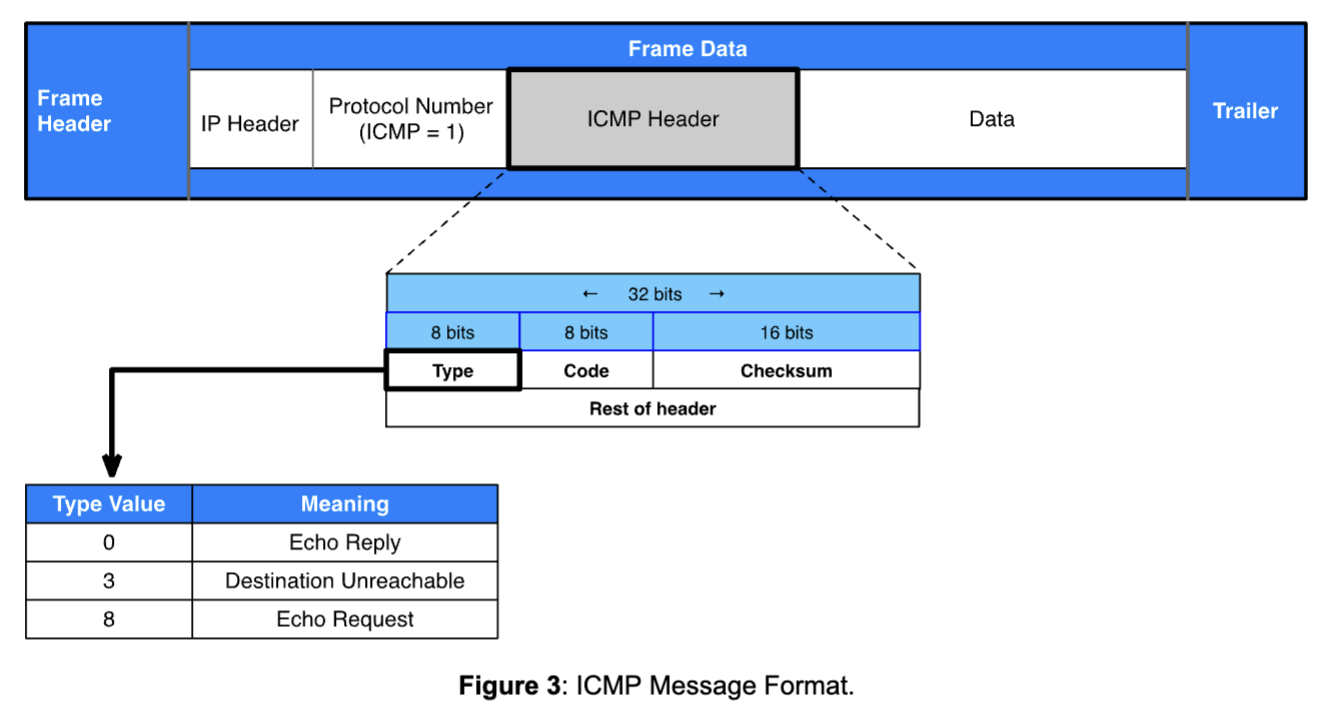 Frame Data
Frame
Header
IP Header
Protocol Number
(ICMP = 1)
ICMP Header
Data
Trailer
← 32 bits →
8 bits 8 bits 16 bits
Type Code Checksum
Rest of header
Type Value Meaning
0 Echo Reply
3 Destination Unreachable
8 Echo Request
Figure 3: ICMP Message Format.